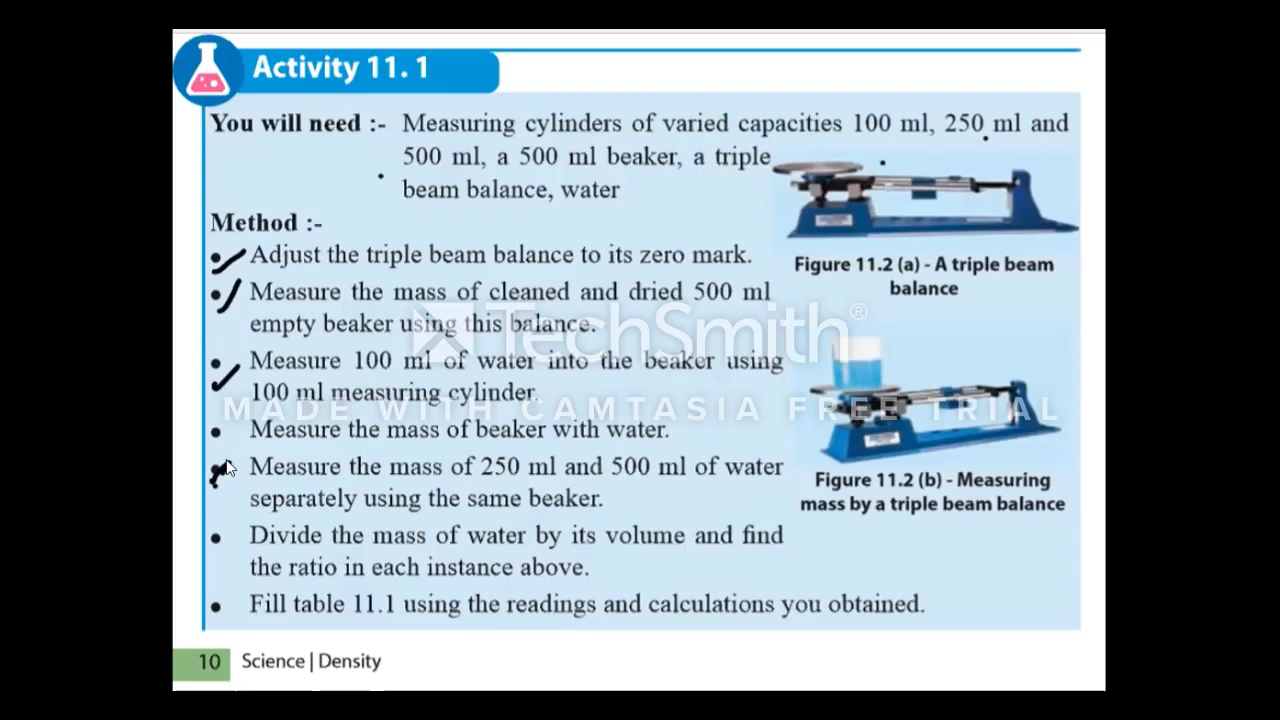 Activity 11. 1
You will need :- Measuring cylinders of varied capacities 100 ml, 250 ml and
500 ml, a 500 ml beaker, a triple
beam balance, water
Method :-
• Adjust the triple beam balance to its zero mark.
• Measure the mass of cleaned and dried 500 ml
empty beaker using this balance.
• Measure 100 ml of water into the beaker using
100 ml measuring cylinder.
• Measure the mass of beaker with water.
• Measure the mass of 250 ml and 500 ml of water
separately using the same beaker.
• Divide the mass of water by its volume and find
the ratio in each instance above.
• Fill table 11.1 using the readings and calculations you obtained.
Figure 11.2 (a) - A triple beam
balance
Figure 11.2 (b) - Measuring
mass by a triple beam balance
TechSmith®
MADE WITH CAMTASIA FREE TRIAL
10 Science | Density